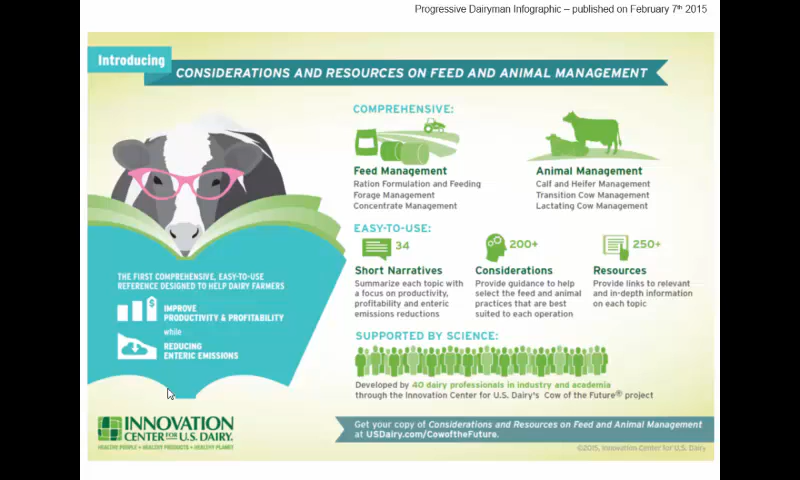 Progressive Dairyman Infographic – published on February 7th 2015
Introducing
CONSIDERATIONS AND RESOURCES ON FEED AND ANIMAL MANAGEMENT
COMPREHENSIVE:
Feed Management
Ration Formulation and Feeding
Forage Management
Concentrate Management
Animal Management
Calf and Heifer Management
Transition Cow Management
Lactating Cow Management
EASY-TO-USE:
34
Short Narratives
Summarize each topic with
a focus on productivity,
profitability and enteric
emissions reductions
200+
Considerations
Provide guidance to help
select the feed and animal
practices that are best
suited to each operation
250+
Resources
Provide links to relevant
and in-depth information
on each topic
THE FIRST COMPREHENSIVE, EASY-TO-USE
REFERENCE DESIGNED TO HELP DAIRY FARMERS
$
IMPROVE
PRODUCTIVITY & PROFITABILITY
while
REDUCING
ENTERIC EMISSIONS
SUPPORTED BY SCIENCE:
Developed by 40 dairy professionals in industry and academia
through the Innovation Center for U.S. Dairy's Cow of the Future® project
INNOVATION
CENTER FOR U.S. DAIRY.
HEALTHY PEOPLE • HEALTHY PRODUCTS • HEALTHY PLANET
Get your copy of Considerations and Resources on Feed and Animal Management
at USDairy.com/CowoftheFuture.
©2015, Innovation Center for U.S. Dairy